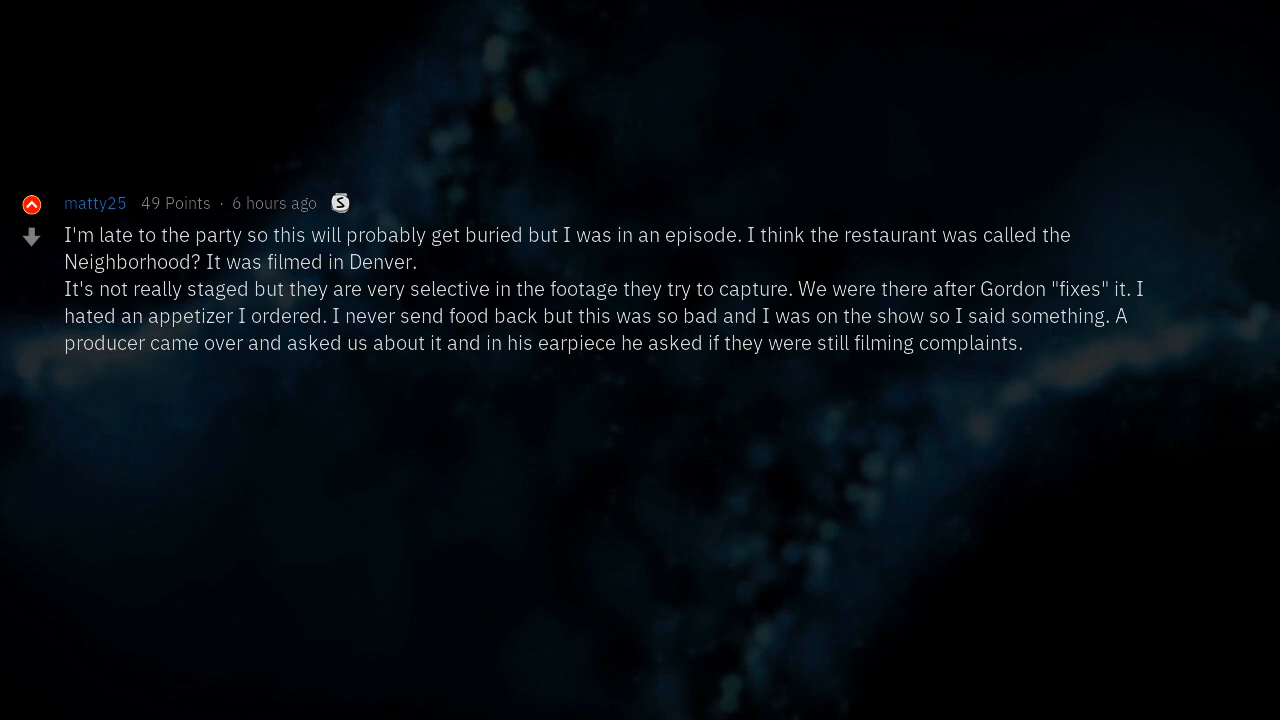 matty25 49 Points · 6 hours ago S
I'm late to the party so this will probably get buried but I was in an episode. I think the restaurant was called the
Neighborhood? It was filmed in Denver.
It's not really staged but they are very selective in the footage they try to capture. We were there after Gordon "fixes" it. I
hated an appetizer I ordered. I never send food back but this was so bad and I was on the show so I said something. A
producer came over and asked us about it and in his earpiece he asked if they were still filming complaints.